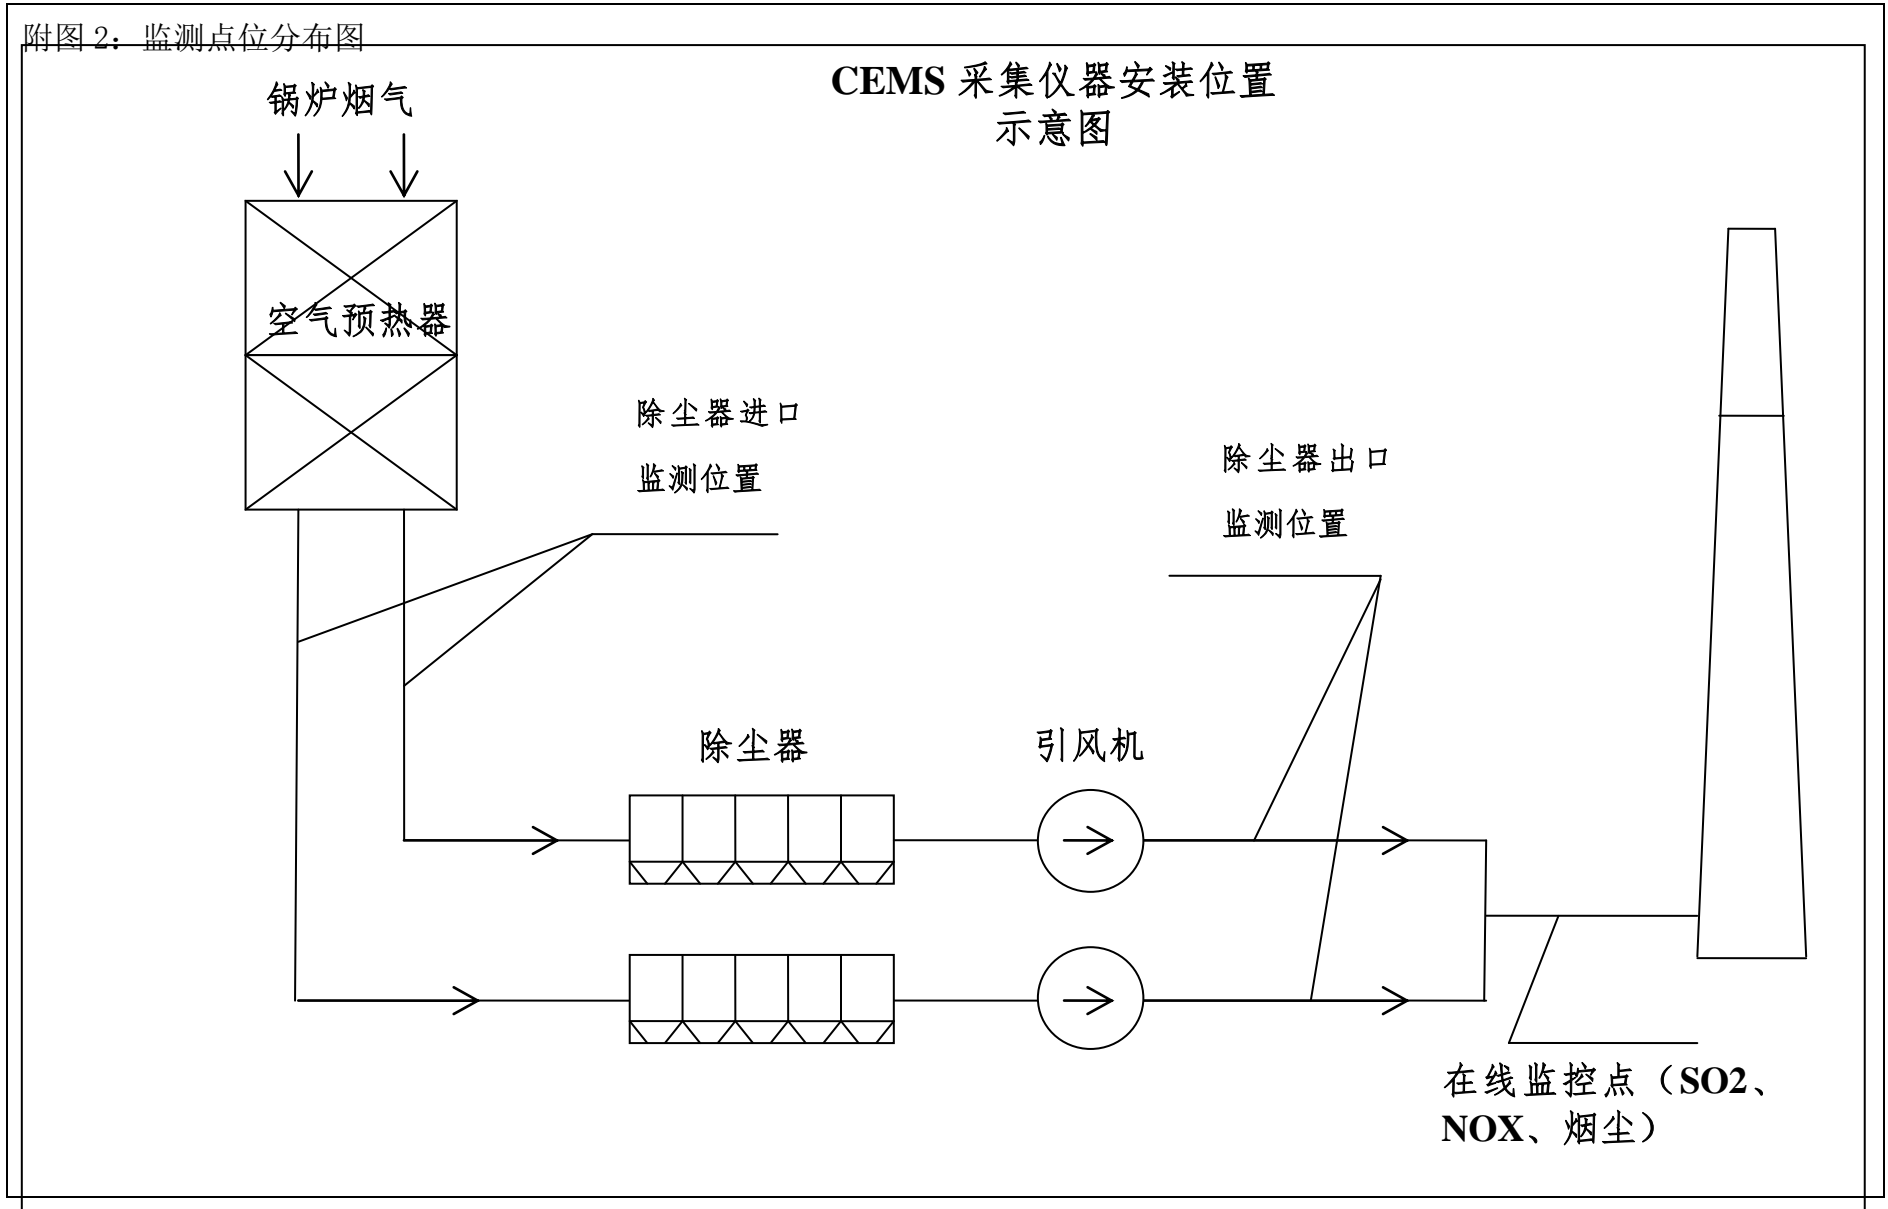 附图 2：监测点位分布图
CEMS 采集仪器安装位置
示意图
锅炉烟气
空气预热器
除尘器进口
监测位置
除尘器出口
监测位置
除尘器
引风机
在线监控点（SO2、
NOX、烟尘）